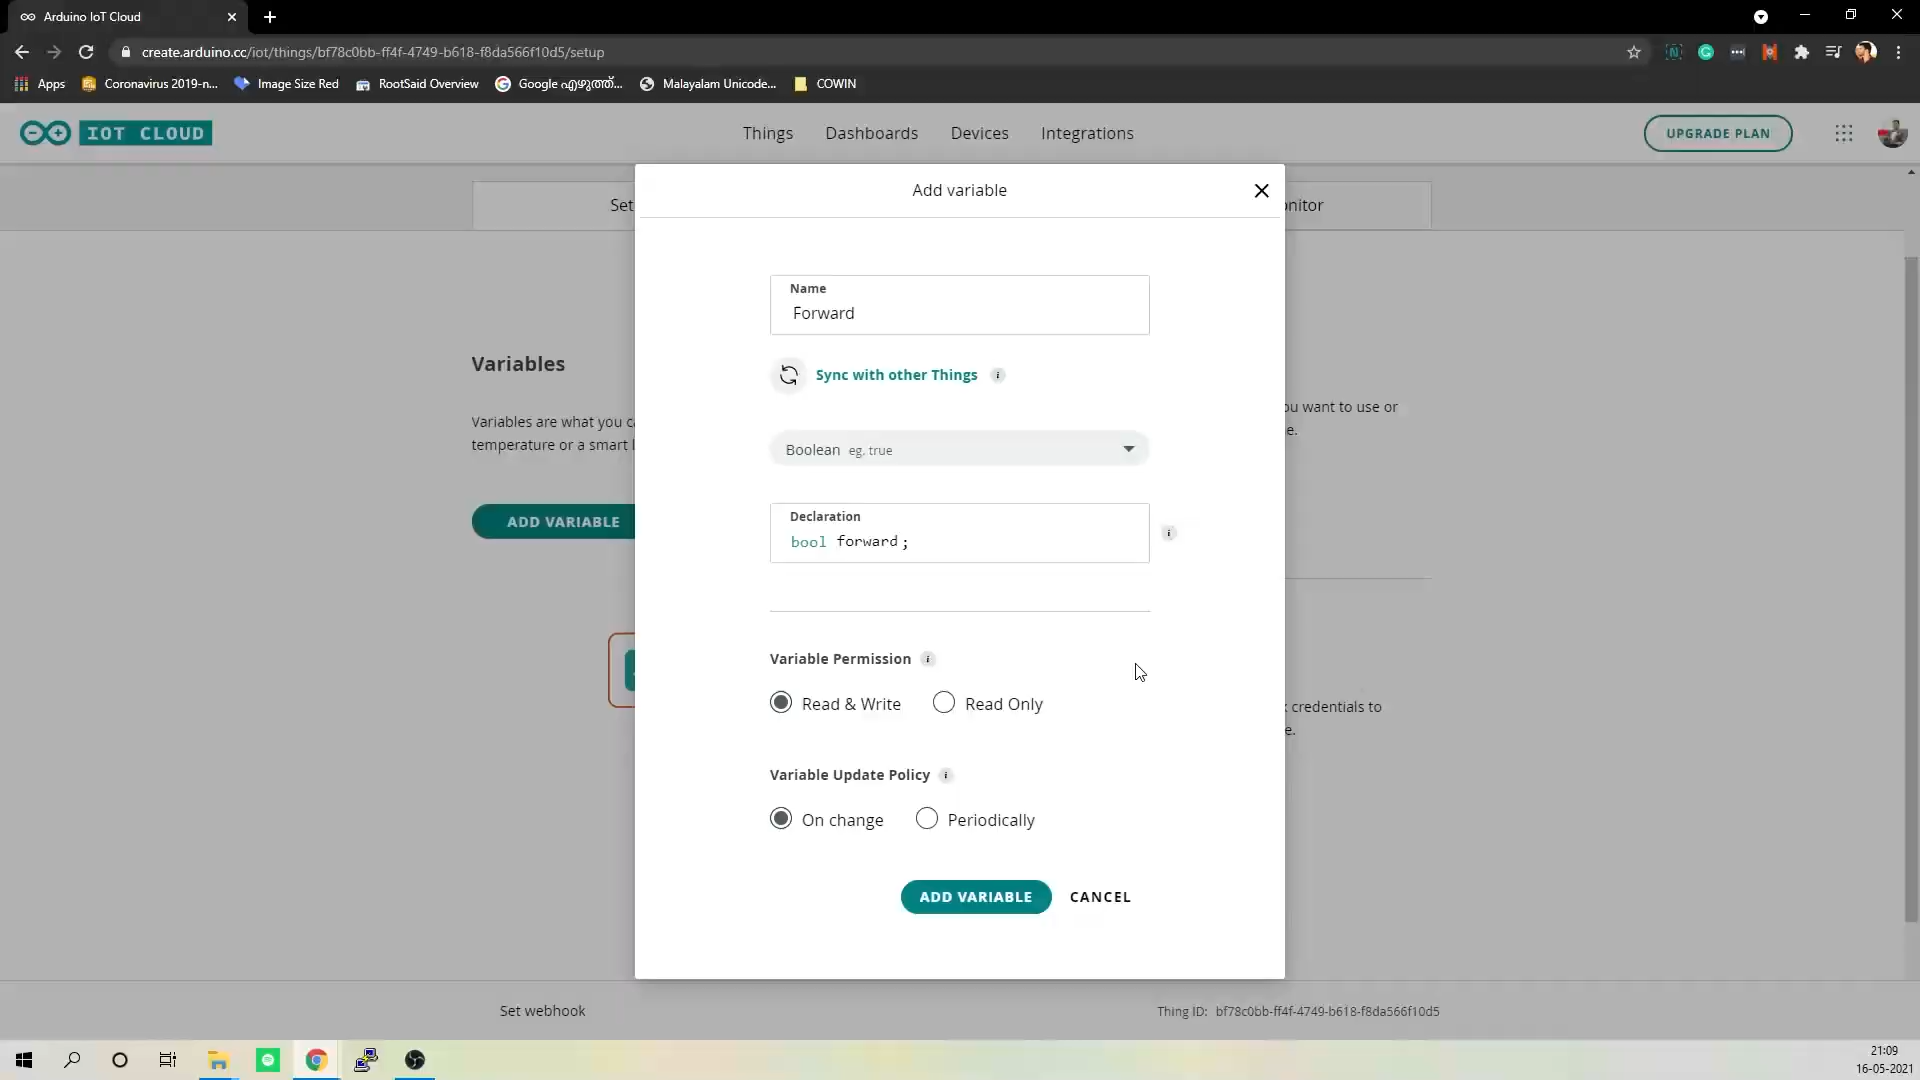 Arduino IoT Cloud
create.arduino.cc/iot/things/bf78c0bb-ff4f-4749-b618-f8da566f10d5/setup
Apps Coronavirus 2019-n... Image Size Red RootSaid Overview Google എഴുത്ത്... Malayalam Unicode... COWIN
IOT CLOUD Things Dashboards Devices Integrations UPGRADE PLAN
Add variable
Set
onitor
Name
Forward
Variables
Sync with other Things
Variables are what you ca
ou want to use or
temperature or a smart l
e.
Boolean eg. true
ADD VARIABLE
Declaration
bool forward;
Variable Permission
Read & Write Read Only
credentials to
e.
Variable Update Policy
On change Periodically
ADD VARIABLE CANCEL
Set webhook Thing ID: bf78c0bb-ff4f-4749-b618-f8da566f10d5
21:09
16-05-2021